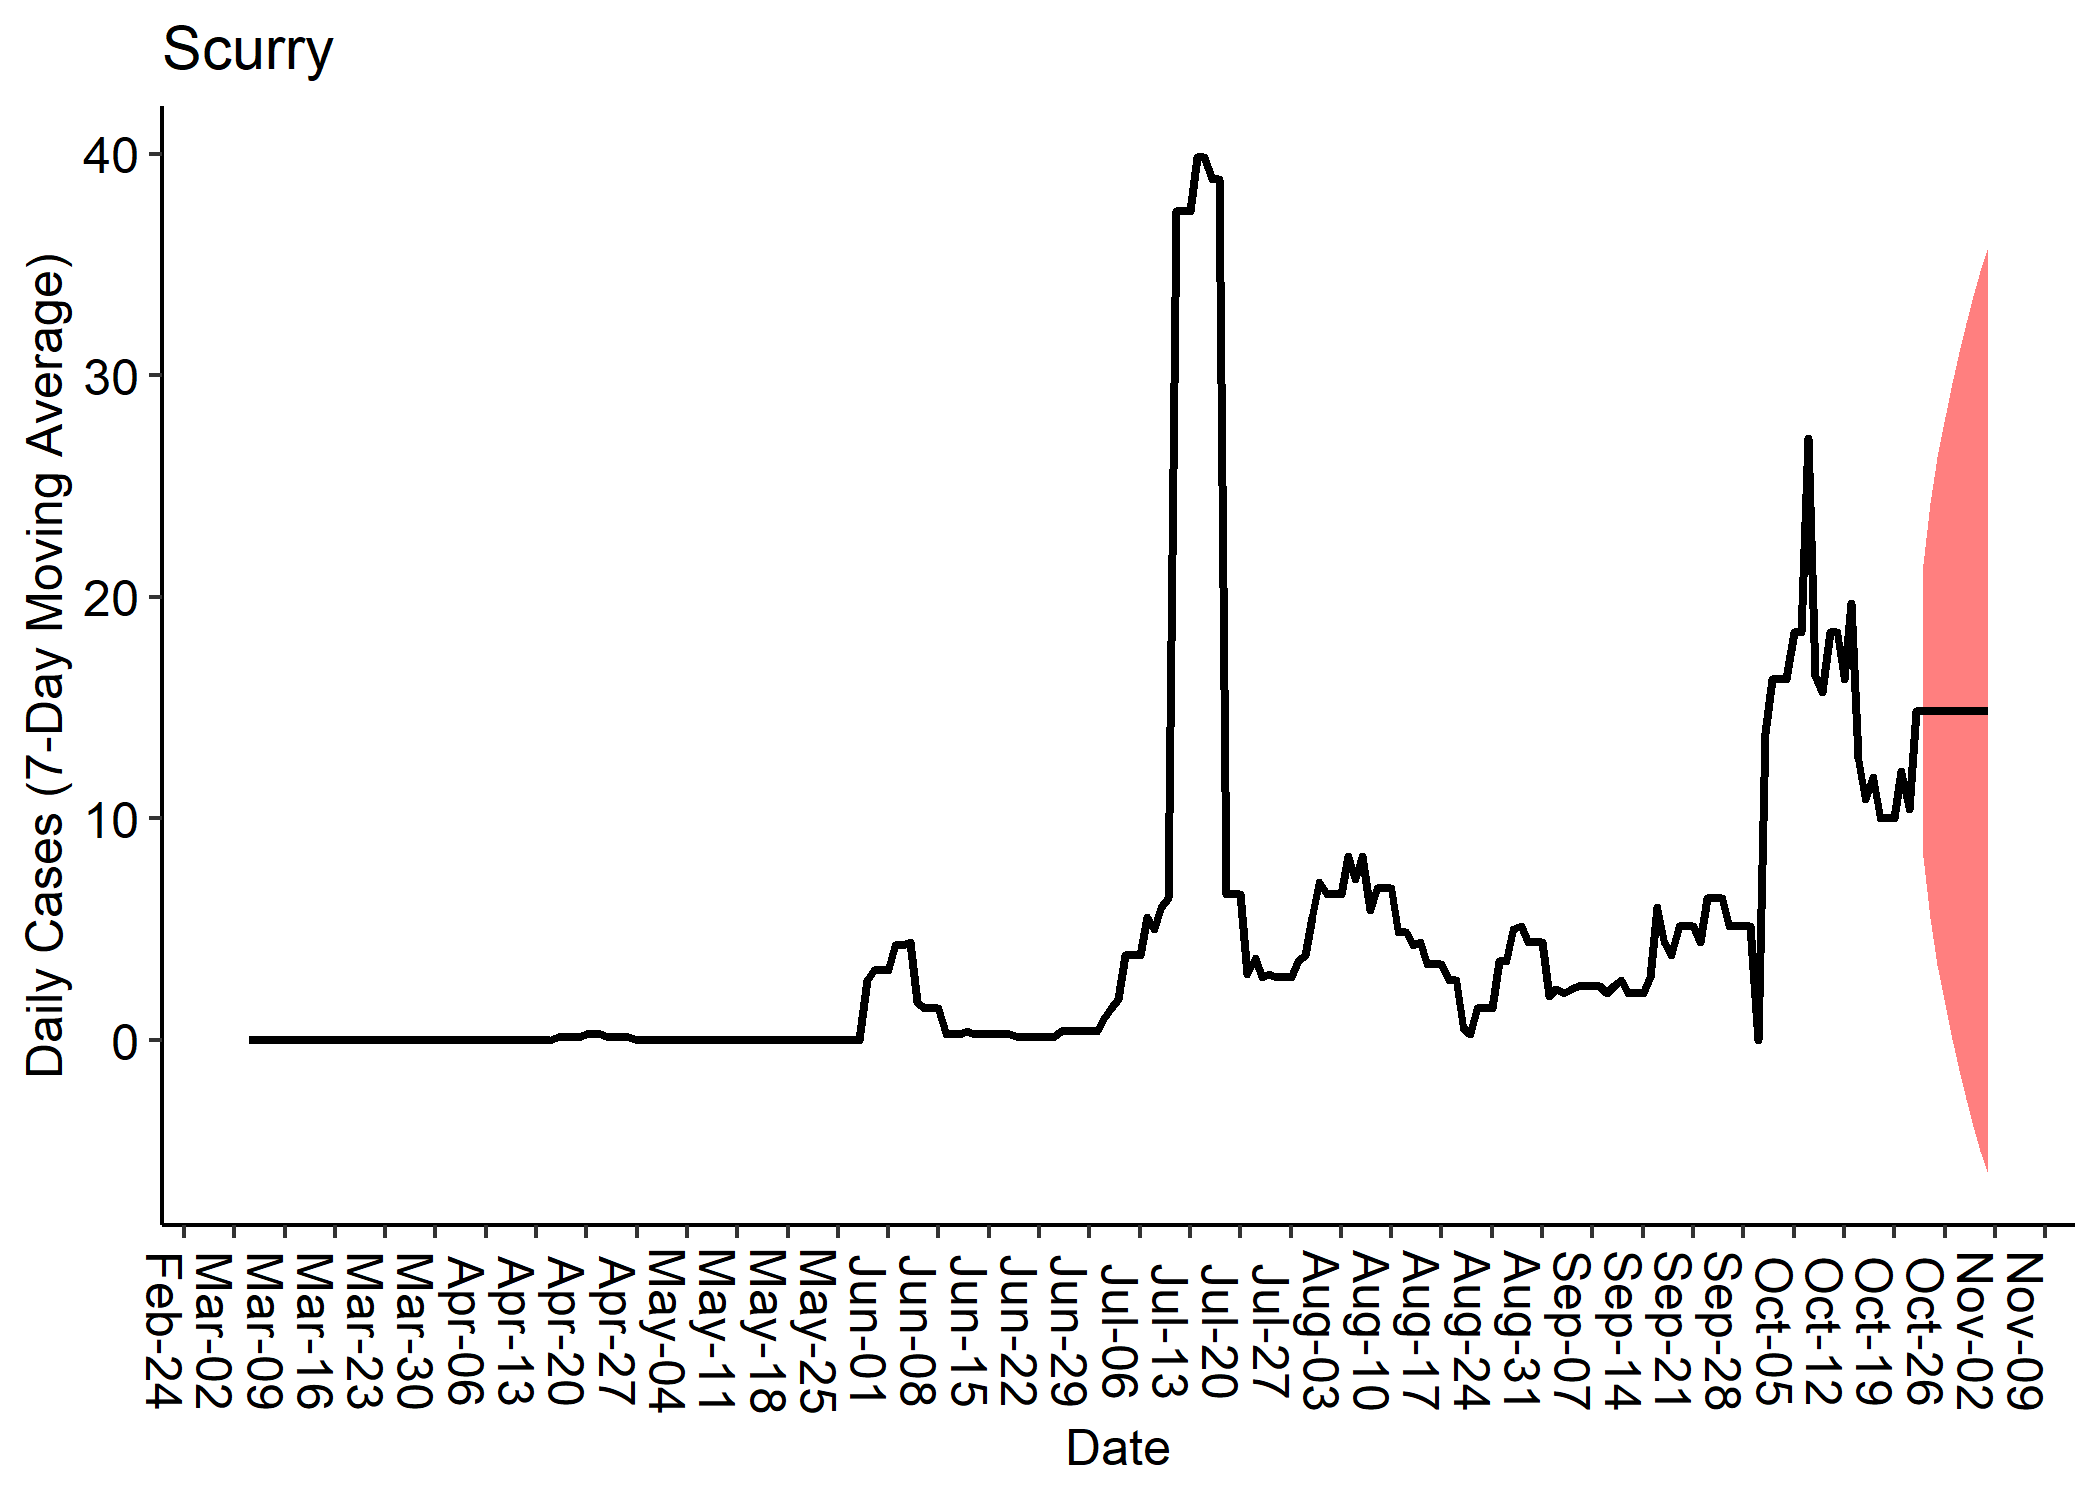 Scurry
Daily Cases (7-Day Moving Average)
40
30
20
10
0
Feb-24
Mar-02
Mar-09
Mar-16
Mar-23
Mar-30
Apr-06
Apr-13
Apr-20
Apr-27
May-04
May-11
May-18
May-25
Jun-01
Jun-08
Jun-15
Jun-22
Jun-29
Jul-06
Jul-13
Jul-20
Jul-27
Aug-03
Aug-10
Aug-17
Aug-24
Aug-31
Sep-07
Sep-14
Sep-21
Sep-28
Oct-05
Oct-12
Oct-19
Oct-26
Nov-02
Nov-09
Date